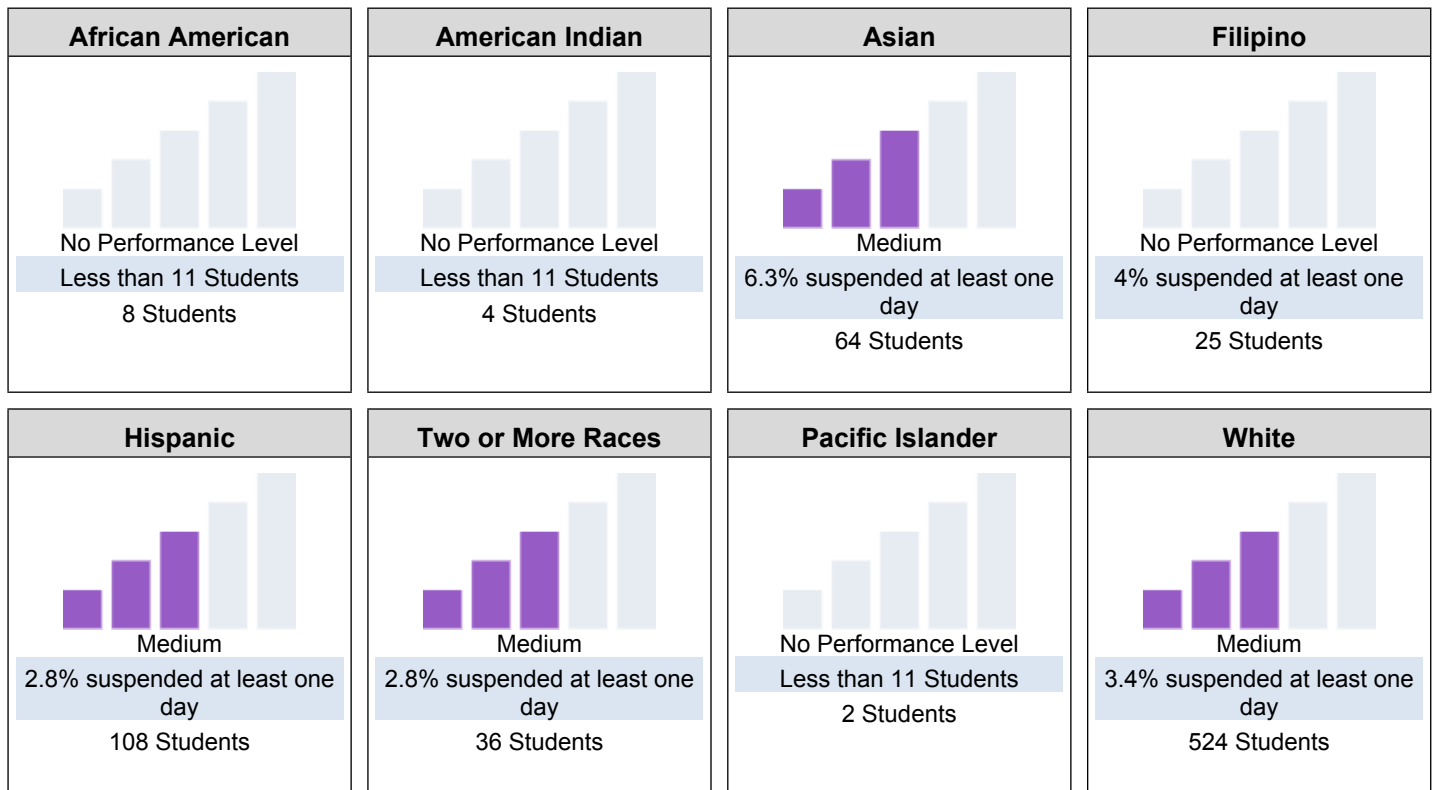 African American
No Performance Level
Less than 11 Students
8 Students
American Indian
No Performance Level
Less than 11 Students
4 Students
Asian
Medium
6.3% suspended at least one
day
64 Students
Filipino
No Performance Level
4% suspended at least one
day
25 Students
Hispanic
Medium
2.8% suspended at least one
day
108 Students
Two or More Races
Medium
2.8% suspended at least one
day
36 Students
Pacific Islander
No Performance Level
Less than 11 Students
2 Students
White
Medium
3.4% suspended at least one
day
524 Students